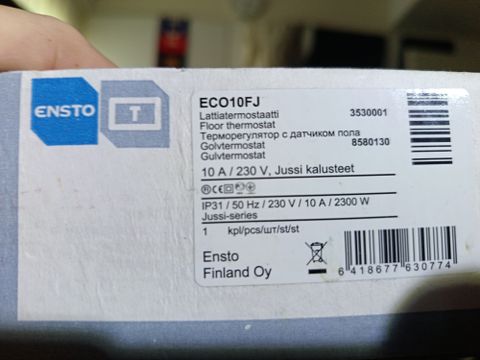 ENSTO
T
ECO10FJ
Lattiatermostaatti 3530001
Floor thermostat
Терморегулятор с датчиком пола
Golvtermostat 8580130
Gulvtermostat
10 A / 230 V, Jussi kalusteet
IP31 / 50 Hz / 230 V / 10 A / 2300 W
Jussi-series
1 kpl/pcs/шт/st/st
Ensto
Finland Oy
6 418677 630774